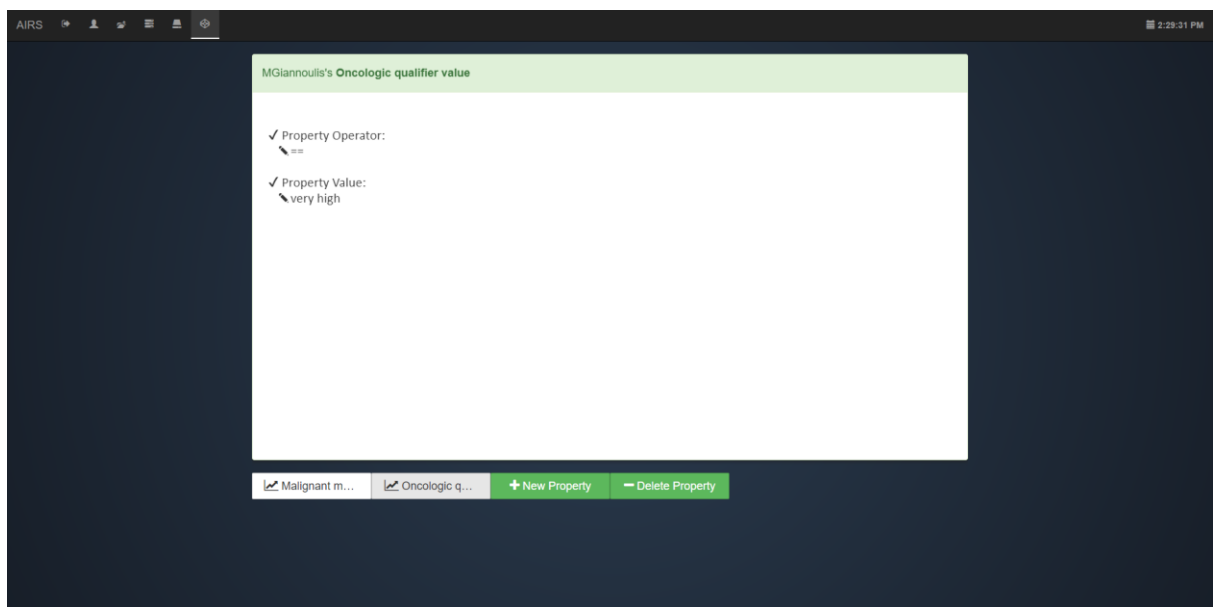 AIRS
2:29:31 PM
MGiannoulis's Oncologic qualifier value
Property Operator:
==
Property Value:
very high
Malignant m...
Oncologic q...
New Property
Delete Property